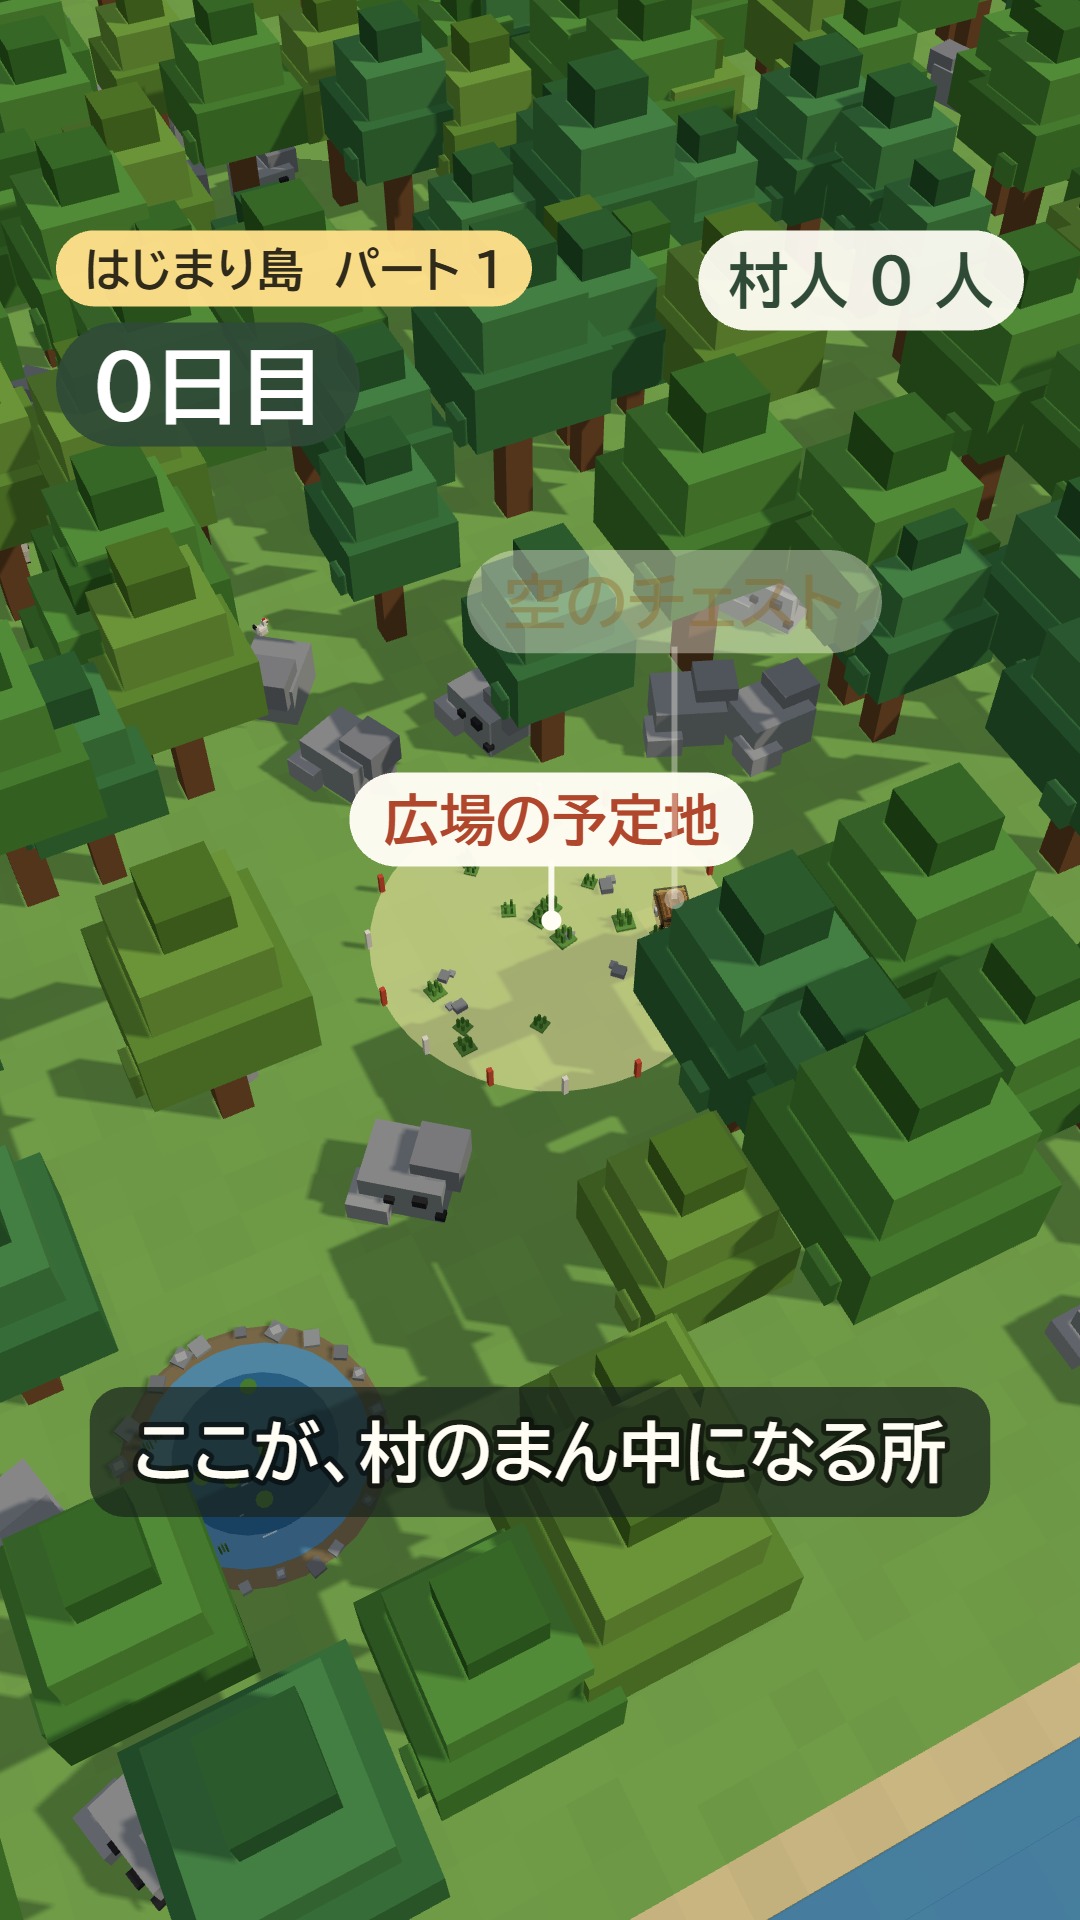 はじまり島　パート 1
村人 0 人
0日目
空のチェスト
広場の予定地
ここが、村のまん中になる所